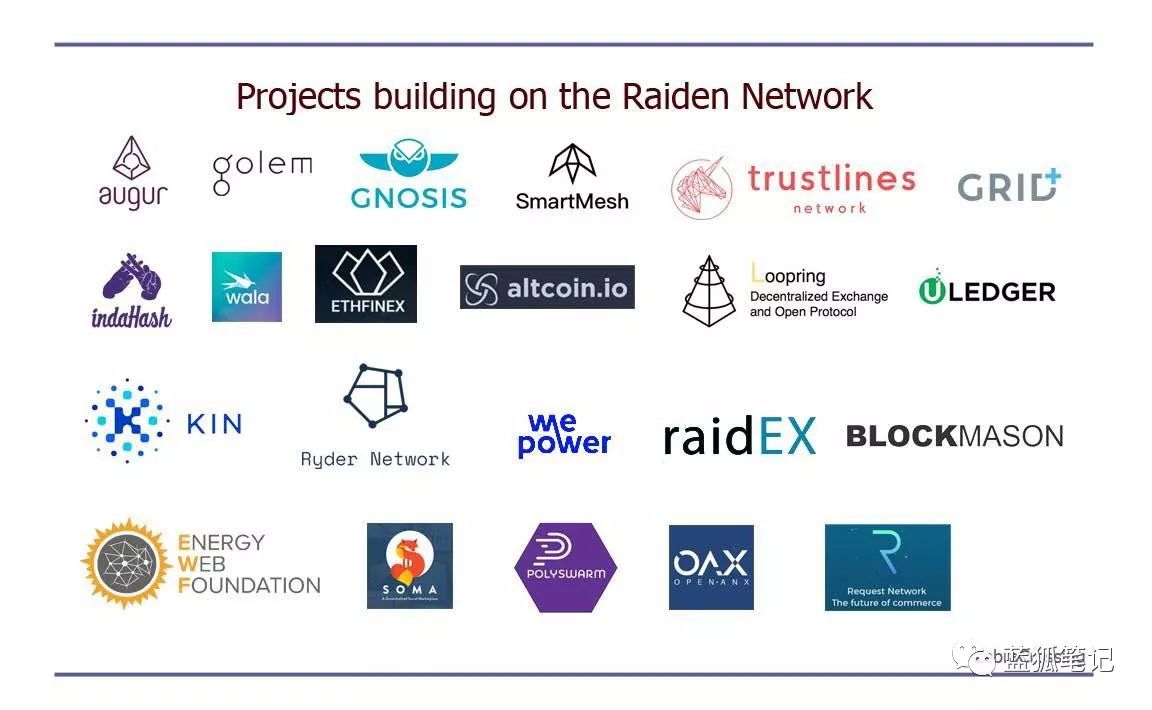 Projects building on the Raiden Network
augur
golem
GNOSIS
SmartMesh
trustlines
network
GRID+
indaHash
wala
ETHFINEX
altcoin.io
Loopring
Decentralized Exchange
and Open Protocol
ULEDGER
KIN
Ryder Network
we
power
raidEX
BLOCKMASON
ENERGY
WEB
FOUNDATION
SOMA
A Decentralized Social Marketplace
POLYSWARM
OAX
OPEN·ANX
Request Network
The future of commerce
蓝狐笔记